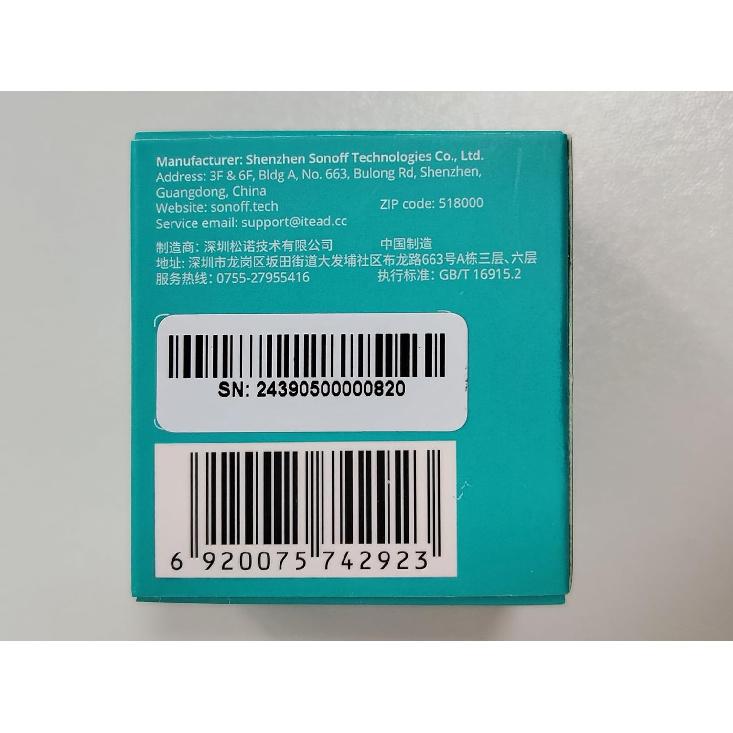 Manufacturer: Shenzhen Sonoff Technologies Co., Ltd.
Address: 3F & 6F, Bldg A, No. 663, Bulong Rd, Shenzhen,
Guangdong, China
Website: sonoff.tech ZIP code: 518000
Service email: support@itead.cc
制造商: 深圳松诺技术有限公司 中国制造
地址: 深圳市龙岗区坂田街道大发埔社区布龙路663号A栋三层、六层
服务热线: 0755-27955416 执行标准: GB/T 16915.2
SN: 24390500000820
6 920075 742923